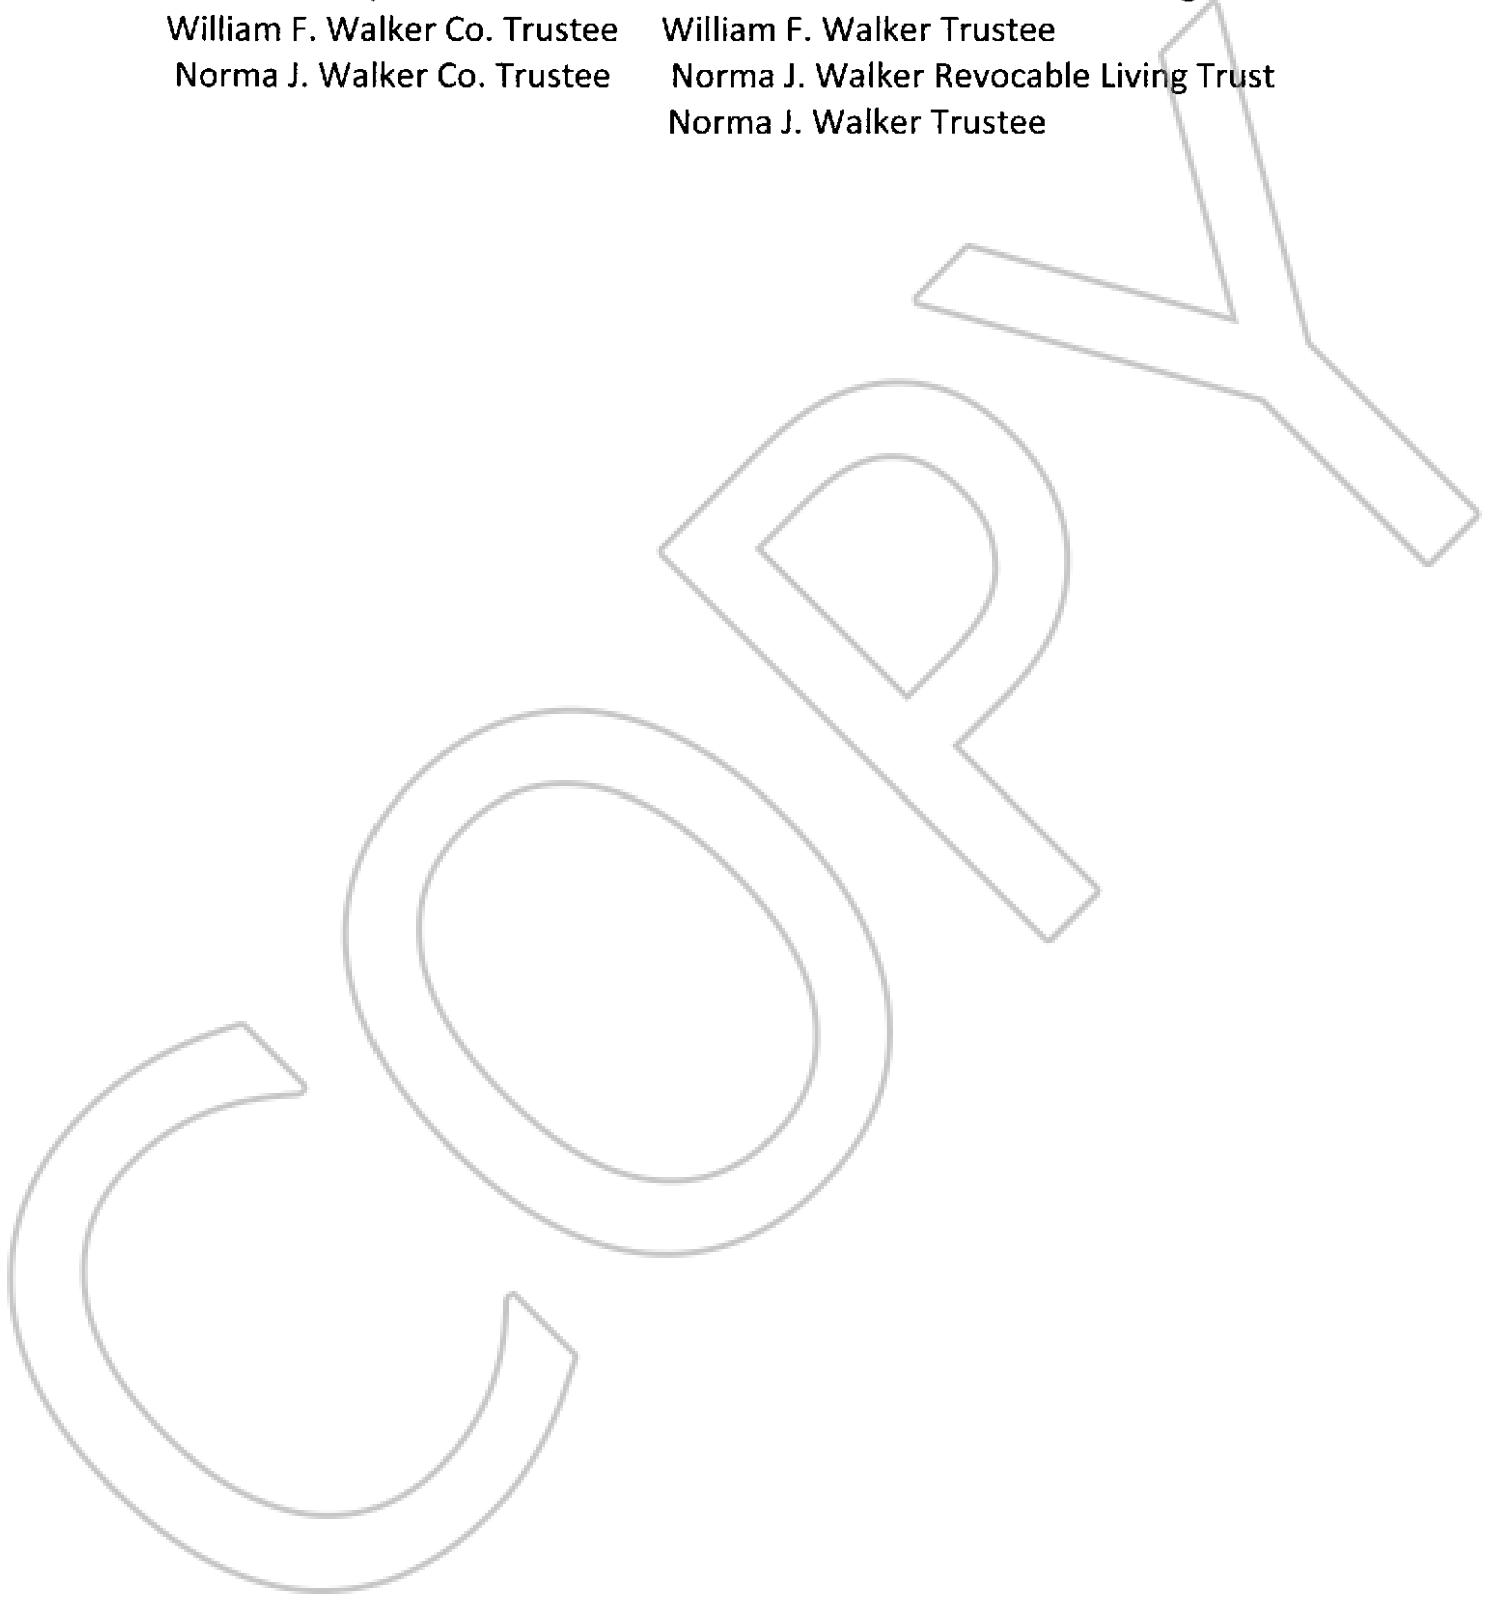 William F. Walker Co. Trustee William F. Walker Trustee
Norma J. Walker Co. Trustee Norma J. Walker Revocable Living Trust
Norma J. Walker Trustee
COPY